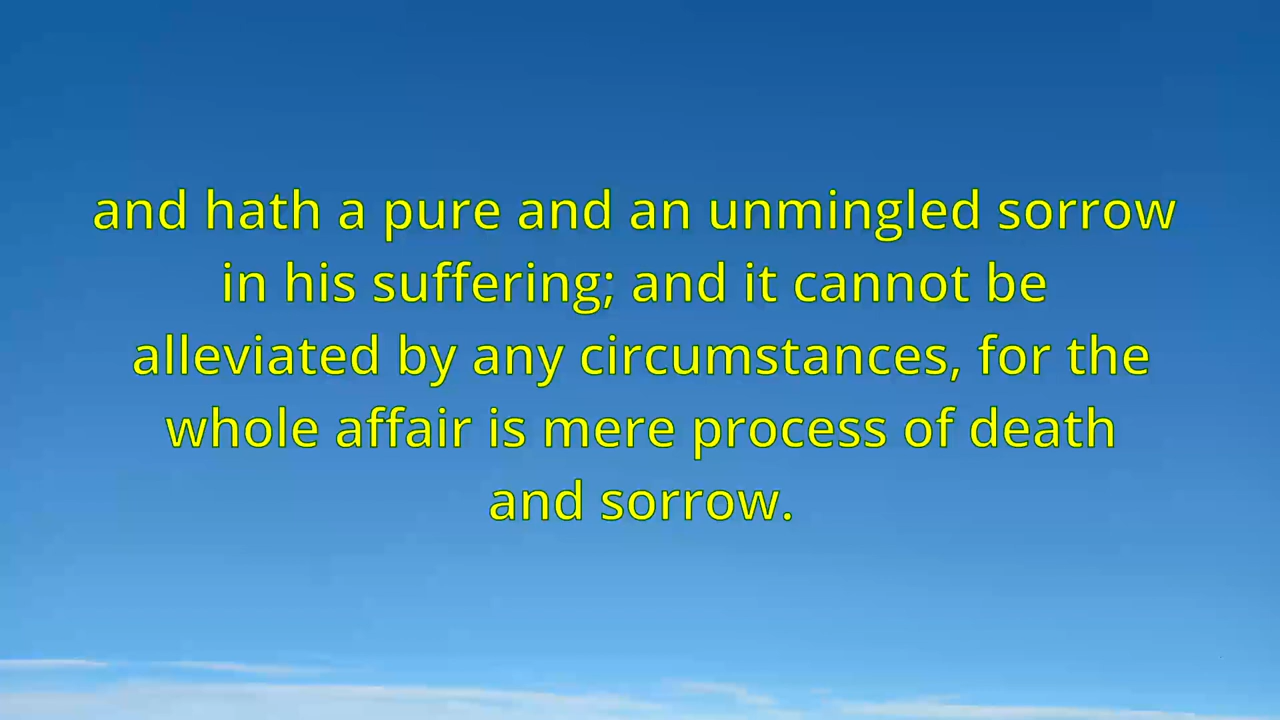 and hath a pure and an unmingled sorrow
in his suffering; and it cannot be
alleviated by any circumstances, for the
whole affair is mere process of death
and sorrow.